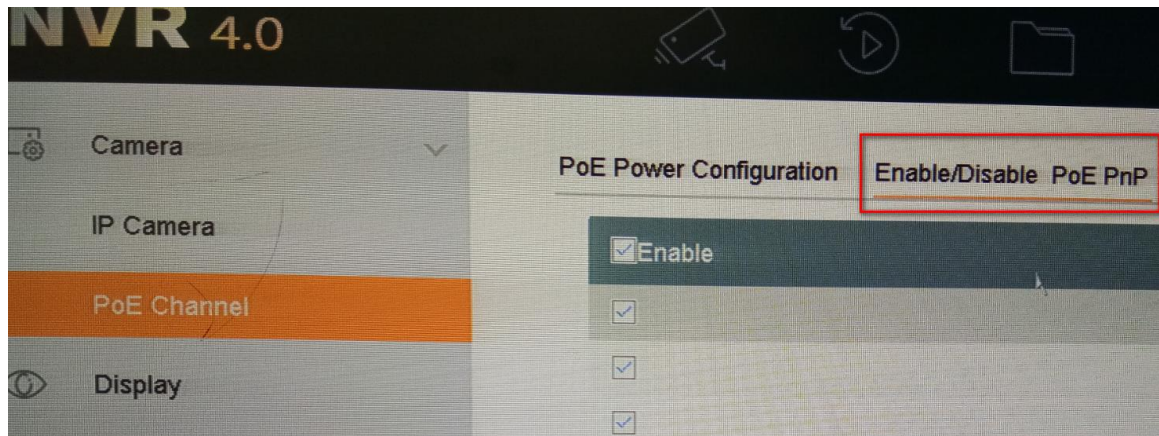 NVR 4.0
Camera
IP Camera
PoE Channel
Display
PoE Power Configuration
Enable/Disable PoE PnP
Enable